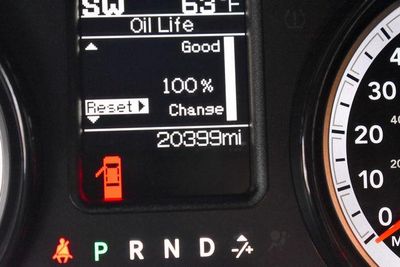 SW 63°F
Oil Life
Good
100%
Reset
Change
20399mi
P R N D -/+
30
20
10
0